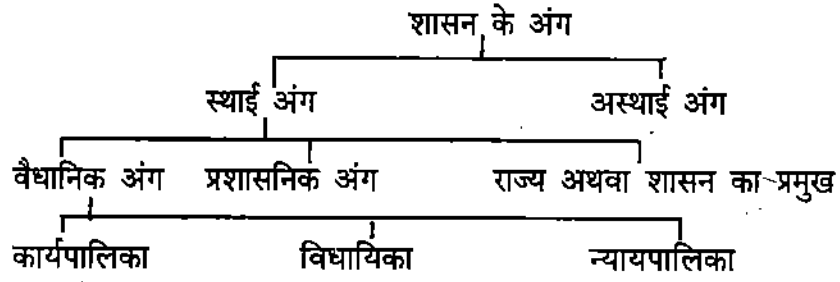 शासन के अंग
स्थाई अंग अस्थाई अंग
वैधानिक अंग प्रशासनिक अंग राज्य अथवा शासन का प्रमुख
कार्यपालिका विधायिका न्यायपालिका